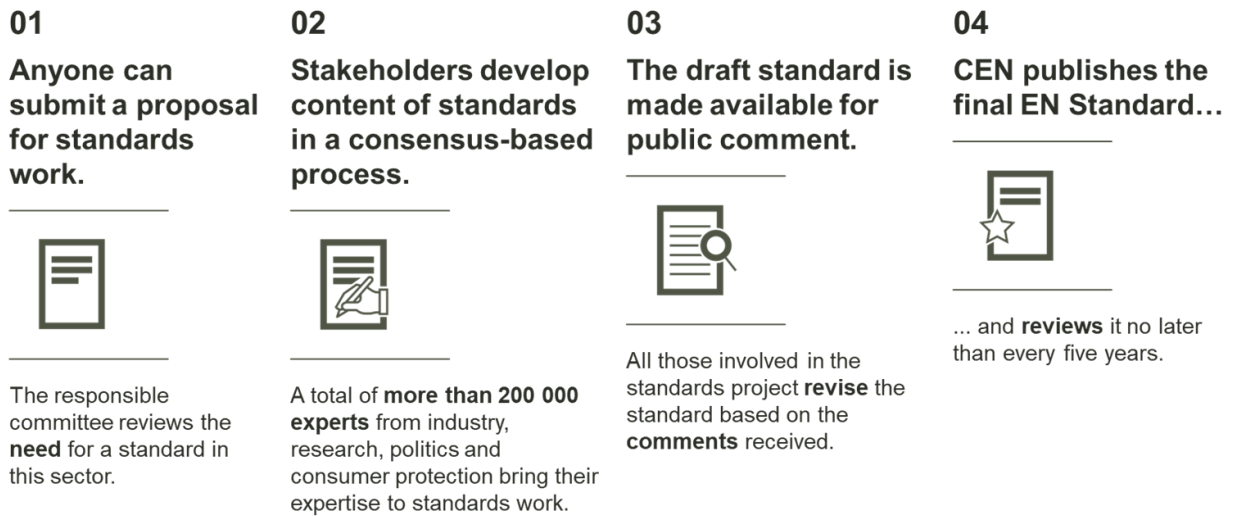 01
Anyone can
submit a proposal
for standards
work.
The responsible
committee reviews the
need for a standard in
this sector.
02
Stakeholders develop
content of standards
in a consensus-based
process.
A total of more than 200 000
experts from industry,
research, politics and
consumer protection bring their
expertise to standards work.
03
The draft standard is
made available for
public comment.
All those involved in the
standards project revise the
standard based on the
comments received.
04
CEN publishes the
final EN Standard…
... and reviews it no later
than every five years.